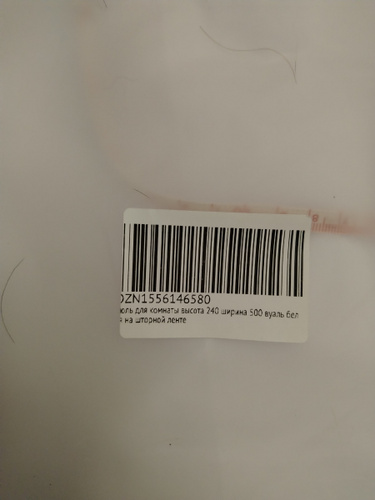 OZN1556146580
юль для комнаты высота 240 ширина 500 вуаль бел
я на шторной ленте